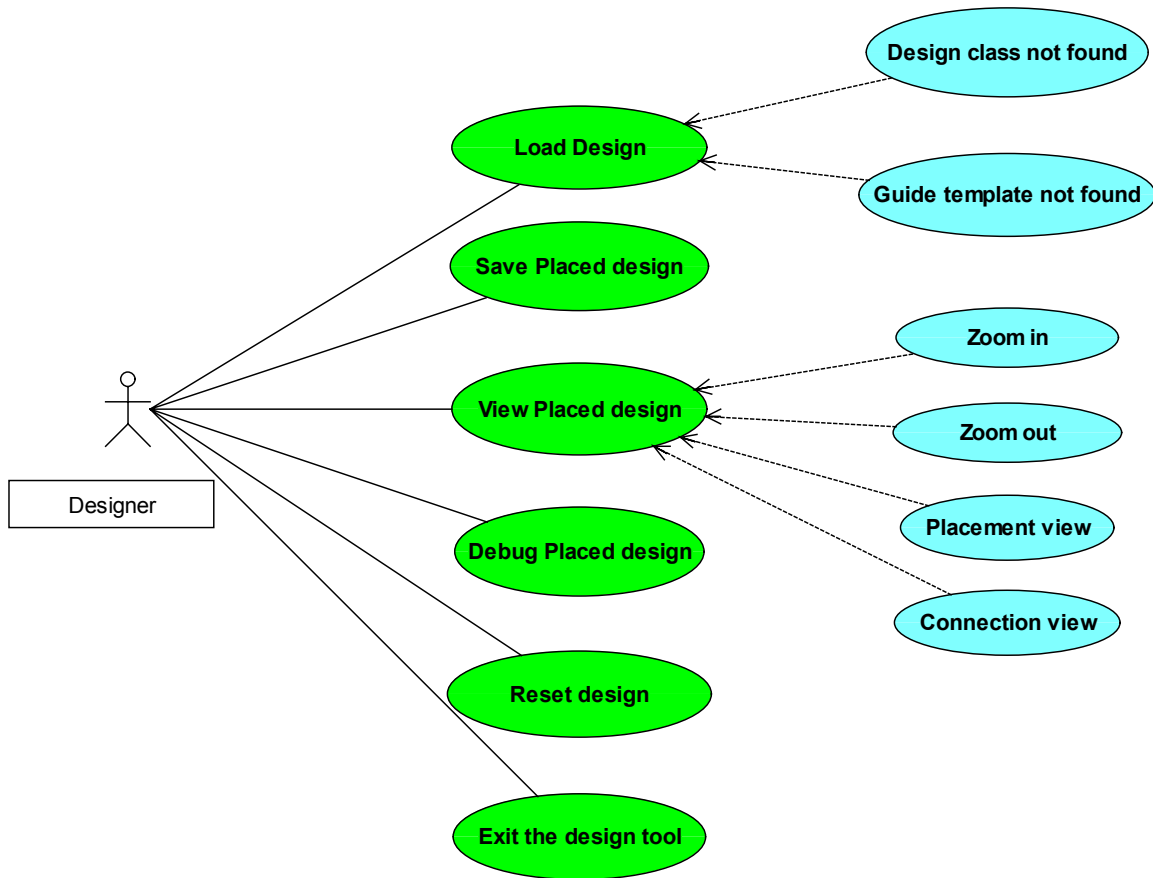 Design class not found
Load Design
Guide template not found
Save Placed design
Zoom in
View Placed design
Zoom out
Designer
Placement view
Debug Placed design
Connection view
Reset design
Exit the design tool